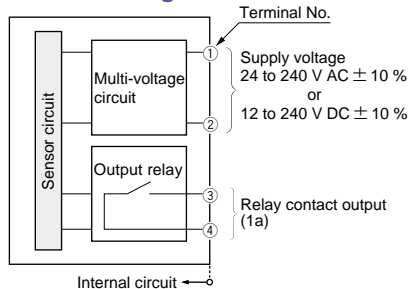 Terminal No.
Sensor circuit
Multi-voltage
circuit
①
②
Supply voltage
24 to 240 V AC ± 10 %
or
12 to 240 V DC ± 10 %
Output relay
③
④
Relay contact output
(1a)
Internal circuit